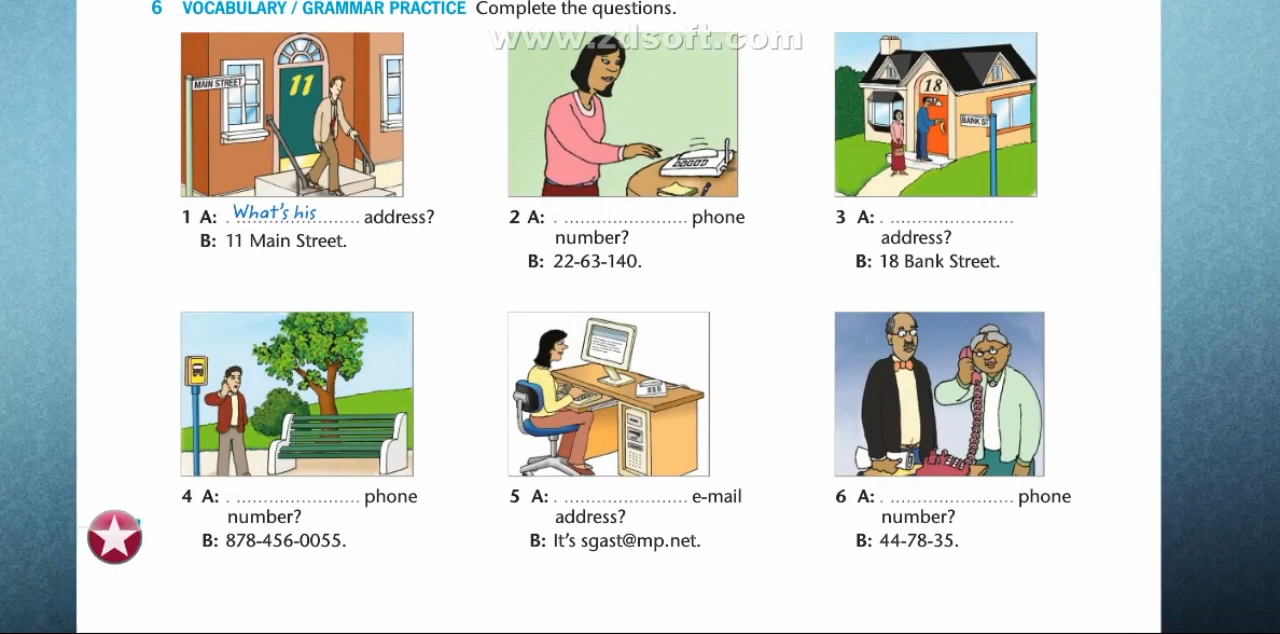 6 VOCABULARY / GRAMMAR PRACTICE Complete the questions.
www.zdsoft.com
MAIN STREET
11
18
BANK ST
1 A: . What's his .......... address?
B: 11 Main Street.
2 A: . ...................... phone
number?
B: 22-63-140.
3 A: . ......................
address?
B: 18 Bank Street.
4 A: . ...................... phone
number?
B: 878-456-0055.
5 A: . ...................... e-mail
address?
B: It's sgast@mp.net.
6 A: . ...................... phone
number?
B: 44-78-35.